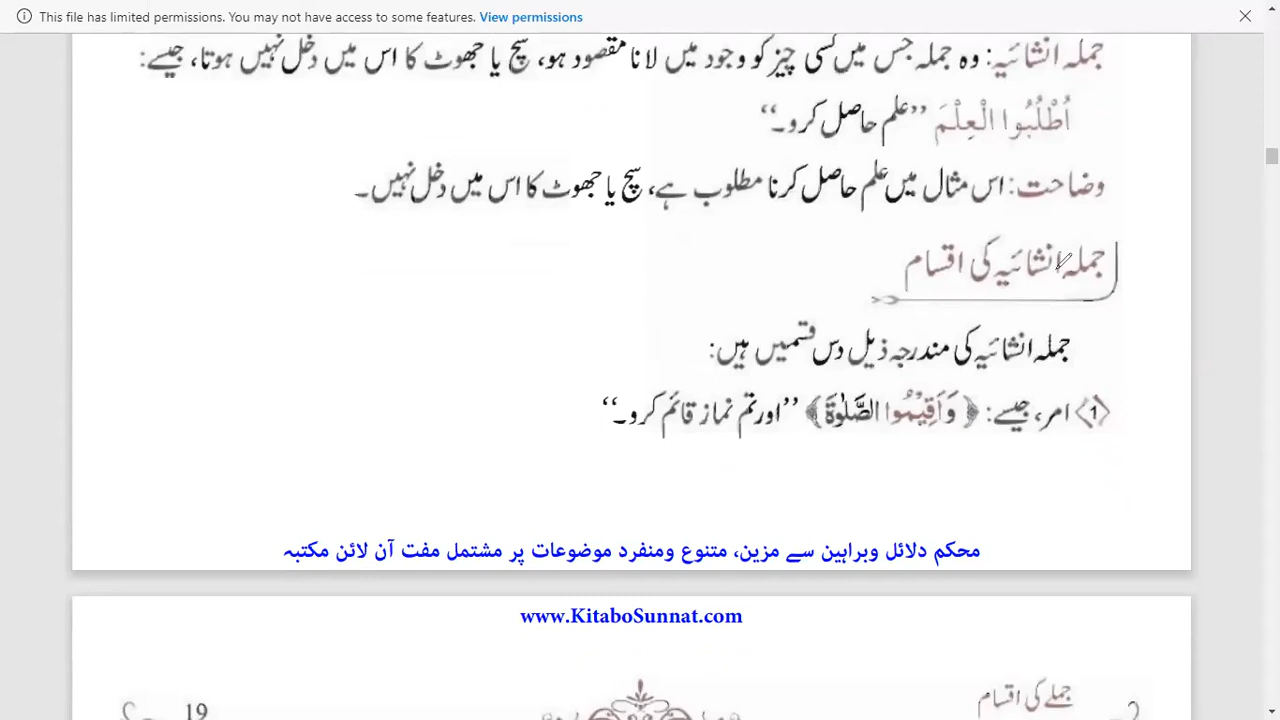 This file has limited permissions. You may not have access to some features. View permissions
جملہ انشائیہ: وہ جملہ جس میں کسی چیز کو وجود میں لانا مقصود ہو، سچ یا جھوٹ کا اس میں دخل نہیں ہوتا، جیسے:
اُطْلُبُوا الْعِلْمَ ’’علم حاصل کرو۔‘‘
وضاحت: اس مثال میں علم حاصل کرنا مطلوب ہے، سچ یا جھوٹ کا اس میں دخل نہیں۔
جملہ انشائیہ کی اقسام
جملہ انشائیہ کی مندرجہ ذیل دس قسمیں ہیں:
〈1〉 امر، جیسے: ﴿وَأَقِيْمُوا الصَّلٰوةَ﴾ ’’اور تم نماز قائم کرو۔‘‘
محکم دلائل وبراہین سے مزین، متنوع ومنفرد موضوعات پر مشتمل مفت آن لائن مکتبہ
www.KitaboSunnat.com
جملے کی اقسام
19